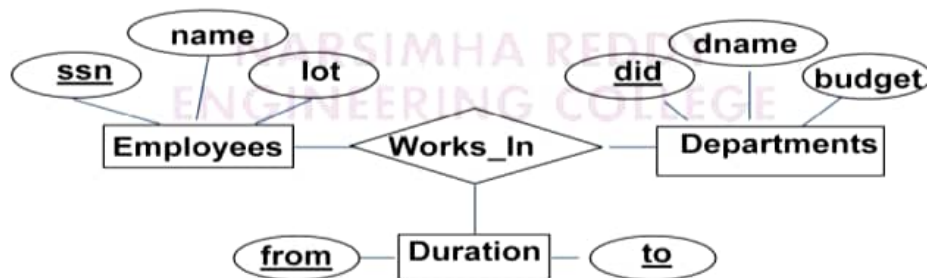 NARSIMHA REDDY
ENGINEERING COLLEGE
name
dname
ssn
lot
did
budget
Employees
Works_In
Departments
from
Duration
to